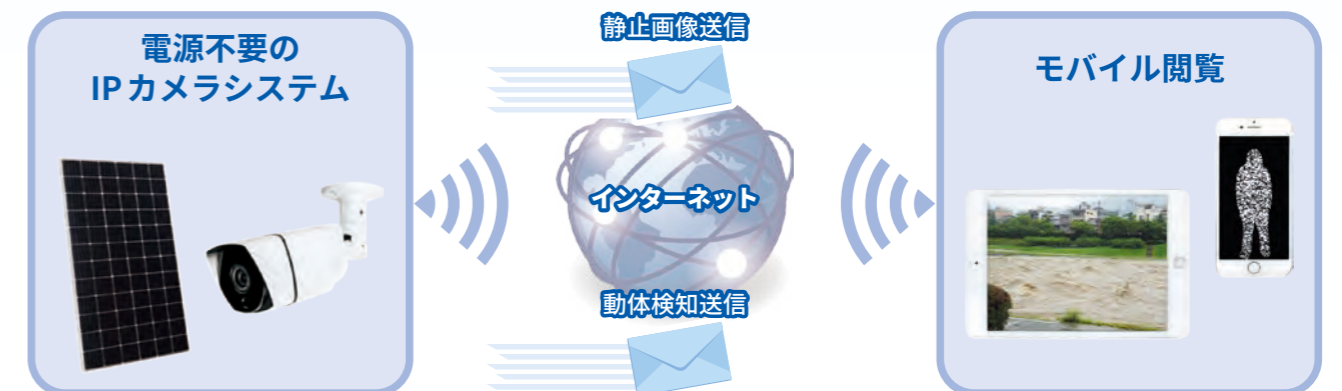 電源不要の
IPカメラシステム
静止画像送信
インターネット
動体検知送信
モバイル閲覧